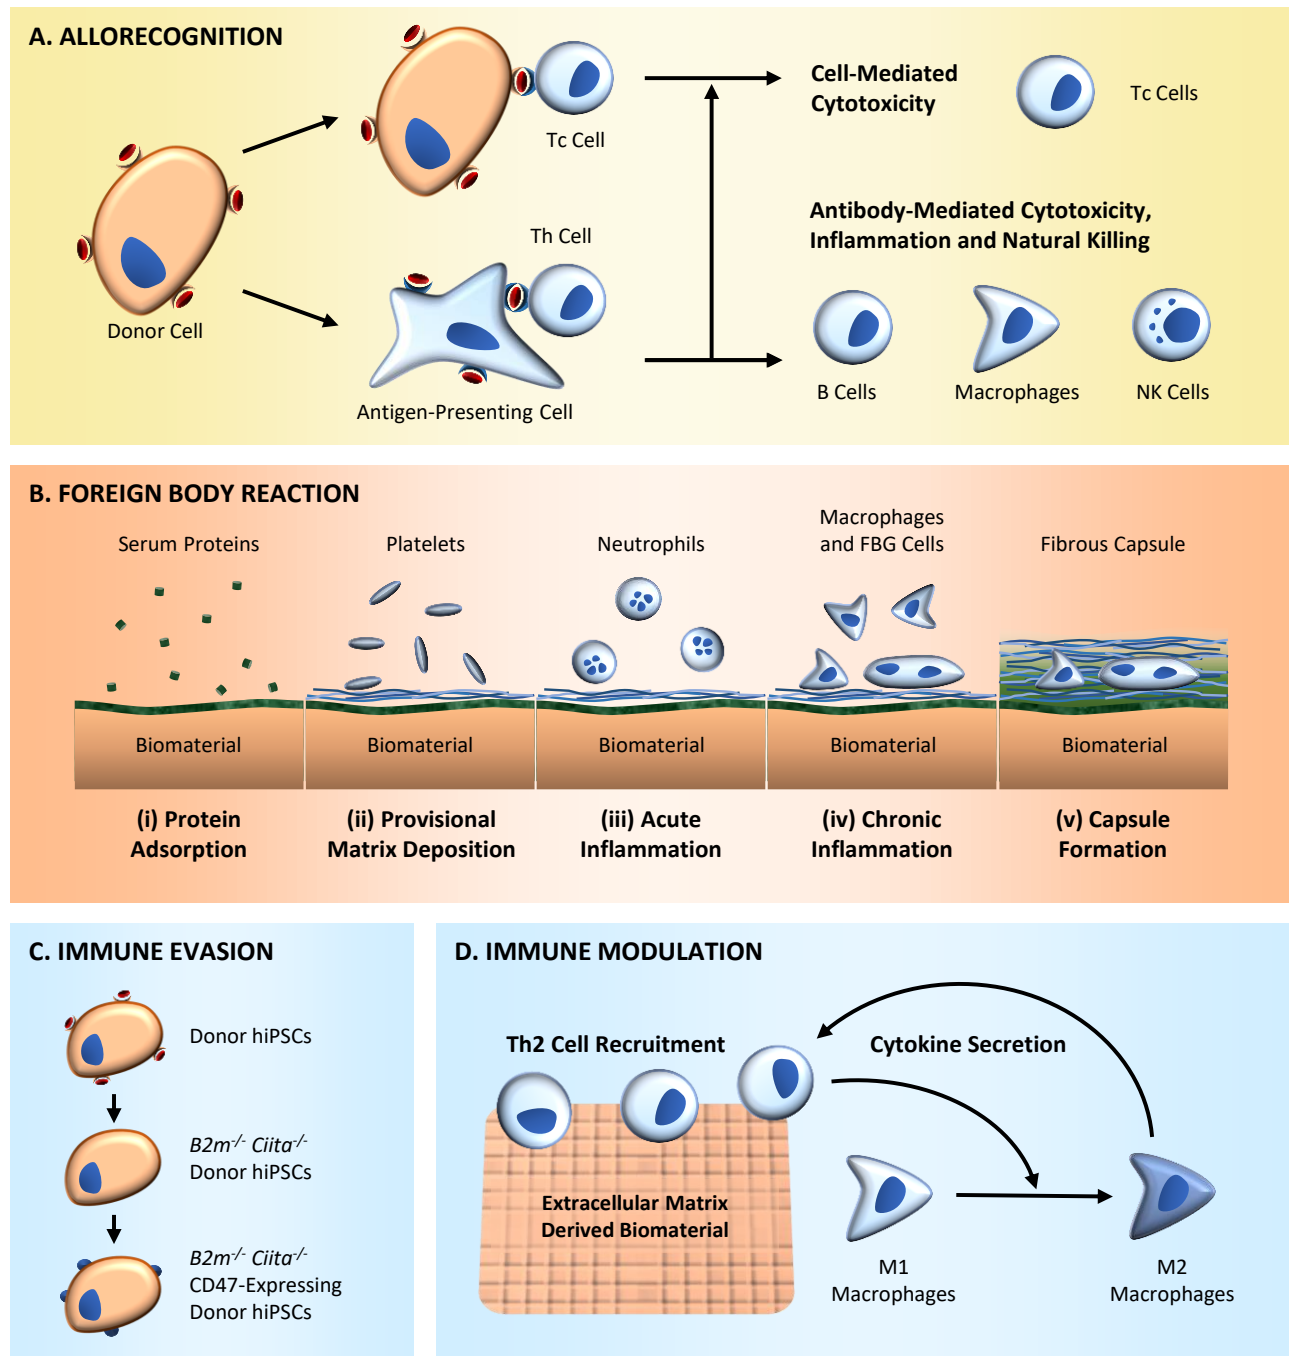 A. ALLORECOGNITION
Donor Cell
Tc Cell
Th Cell
Antigen-Presenting Cell
Cell-Mediated
Cytotoxicity
Tc Cells
Antibody-Mediated Cytotoxicity,
Inflammation and Natural Killing
B Cells
Macrophages
NK Cells
B. FOREIGN BODY REACTION
Serum Proteins
Platelets
Neutrophils
Macrophages
and FBG Cells
Fibrous Capsule
Biomaterial
Biomaterial
Biomaterial
Biomaterial
Biomaterial
(i) Protein
Adsorption
(ii) Provisional
Matrix Deposition
(iii) Acute
Inflammation
(iv) Chronic
Inflammation
(v) Capsule
Formation
C. IMMUNE EVASION
Donor hiPSCs
B2m-/- Ciita-/-
Donor hiPSCs
B2m-/- Ciita-/-
CD47-Expressing
Donor hiPSCs
D. IMMUNE MODULATION
Th2 Cell Recruitment
Cytokine Secretion
Extracellular Matrix
Derived Biomaterial
M1
Macrophages
M2
Macrophages